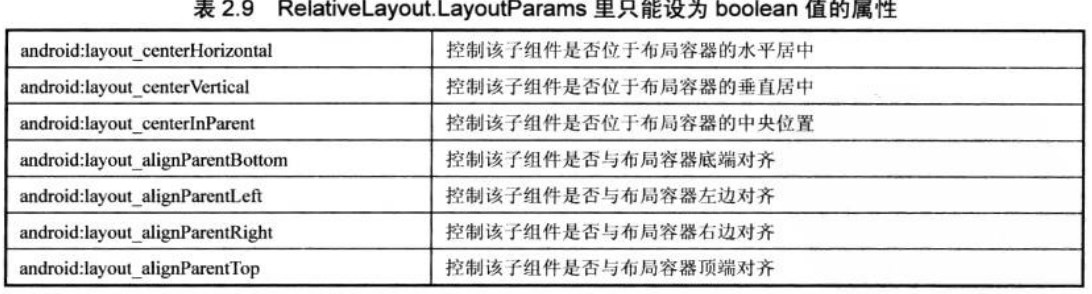 表 2.9 RelativeLayout.LayoutParams 里只能设为 boolean 值的属性
android:layout_centerHorizontal 控制该子组件是否位于布局容器的水平居中
android:layout_centerVertical 控制该子组件是否位于布局容器的垂直居中
android:layout_centerInParent 控制该子组件是否位于布局容器的中央位置
android:layout_alignParentBottom 控制该子组件是否与布局容器底端对齐
android:layout_alignParentLeft 控制该子组件是否与布局容器左边对齐
android:layout_alignParentRight 控制该子组件是否与布局容器右边对齐
android:layout_alignParentTop 控制该子组件是否与布局容器顶端对齐